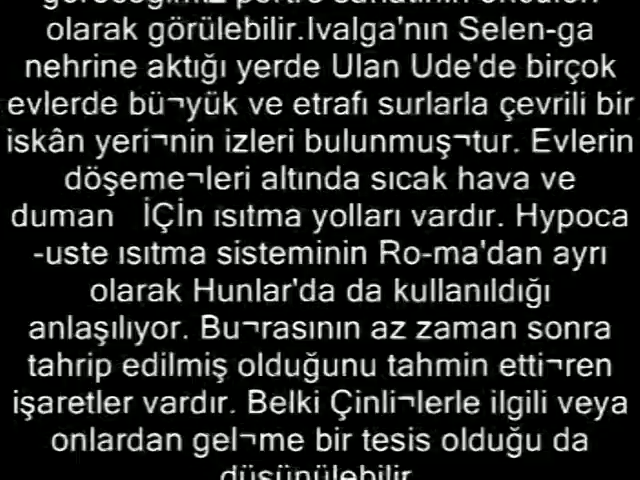 olarak görülebilir.Ivalga'nın Selen-ga
nehrine aktığı yerde Ulan Ude'de birçok
evlerde bü¬yük ve etrafı surlarla çevrili bir
iskân yeri¬nin izleri bulunmuş¬tur. Evlerin
döşeme¬leri altında sıcak hava ve
duman İÇİn ısıtma yolları vardır. Hypoca
-uste ısıtma sisteminin Ro-ma'dan ayrı
olarak Hunlar'da da kullanıldığı
anlaşılıyor. Bu¬rasının az zaman sonra
tahrip edilmiş olduğunu tahmin etti¬ren
işaretler vardır. Belki Çinli¬lerle ilgili veya
onlardan gel¬me bir tesis olduğu da
düşünülebilir